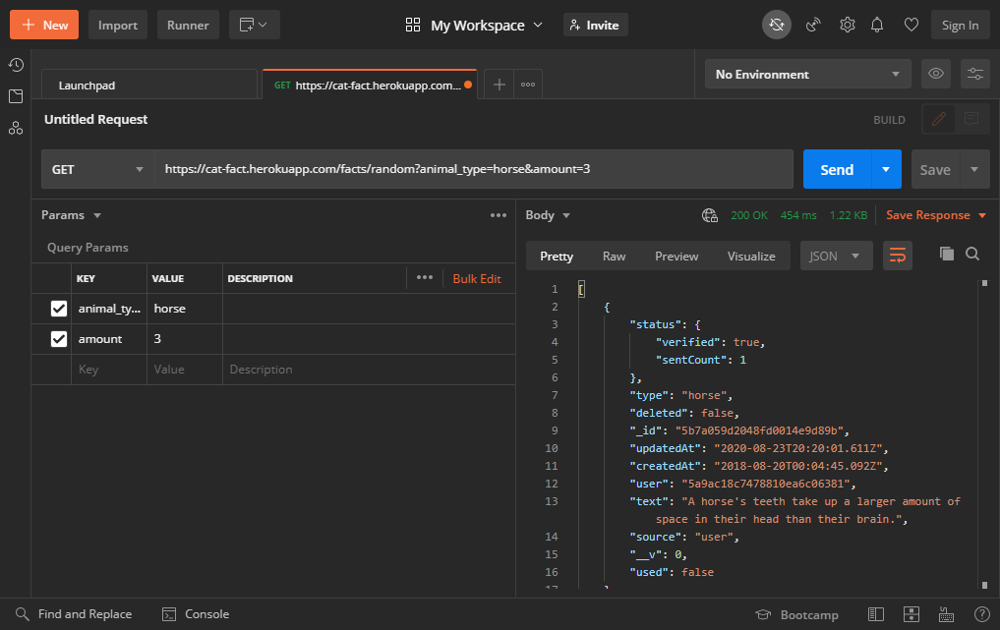 New Import Runner My Workspace Invite Sign In
Launchpad GET https://cat-fact.herokuapp.com... No Environment
Untitled Request BUILD
GET https://cat-fact.herokuapp.com/facts/random?animal_type=horse&amount=3 Send Save
Params Body 200 OK 454 ms 1.22 KB Save Response
Query Params
Pretty Raw Preview Visualize JSON
KEY VALUE DESCRIPTION Bulk Edit
animal_ty... horse
amount 3
Key Value Description
1 [
2 {
3 "status": {
4 "verified": true,
5 "sentCount": 1
6 },
7 "type": "horse",
8 "deleted": false,
9 "_id": "5b7a059d2048fd0014e9d89b",
10 "updatedAt": "2020-08-23T20:20:01.611Z",
11 "createdAt": "2018-08-20T00:04:45.092Z",
12 "user": "5a9ac18c7478810ea6c06381",
13 "text": "A horse's teeth take up a larger amount of
space in their head than their brain.",
14 "source": "user",
15 "__v": 0,
16 "used": false
Find and Replace Console Bootcamp